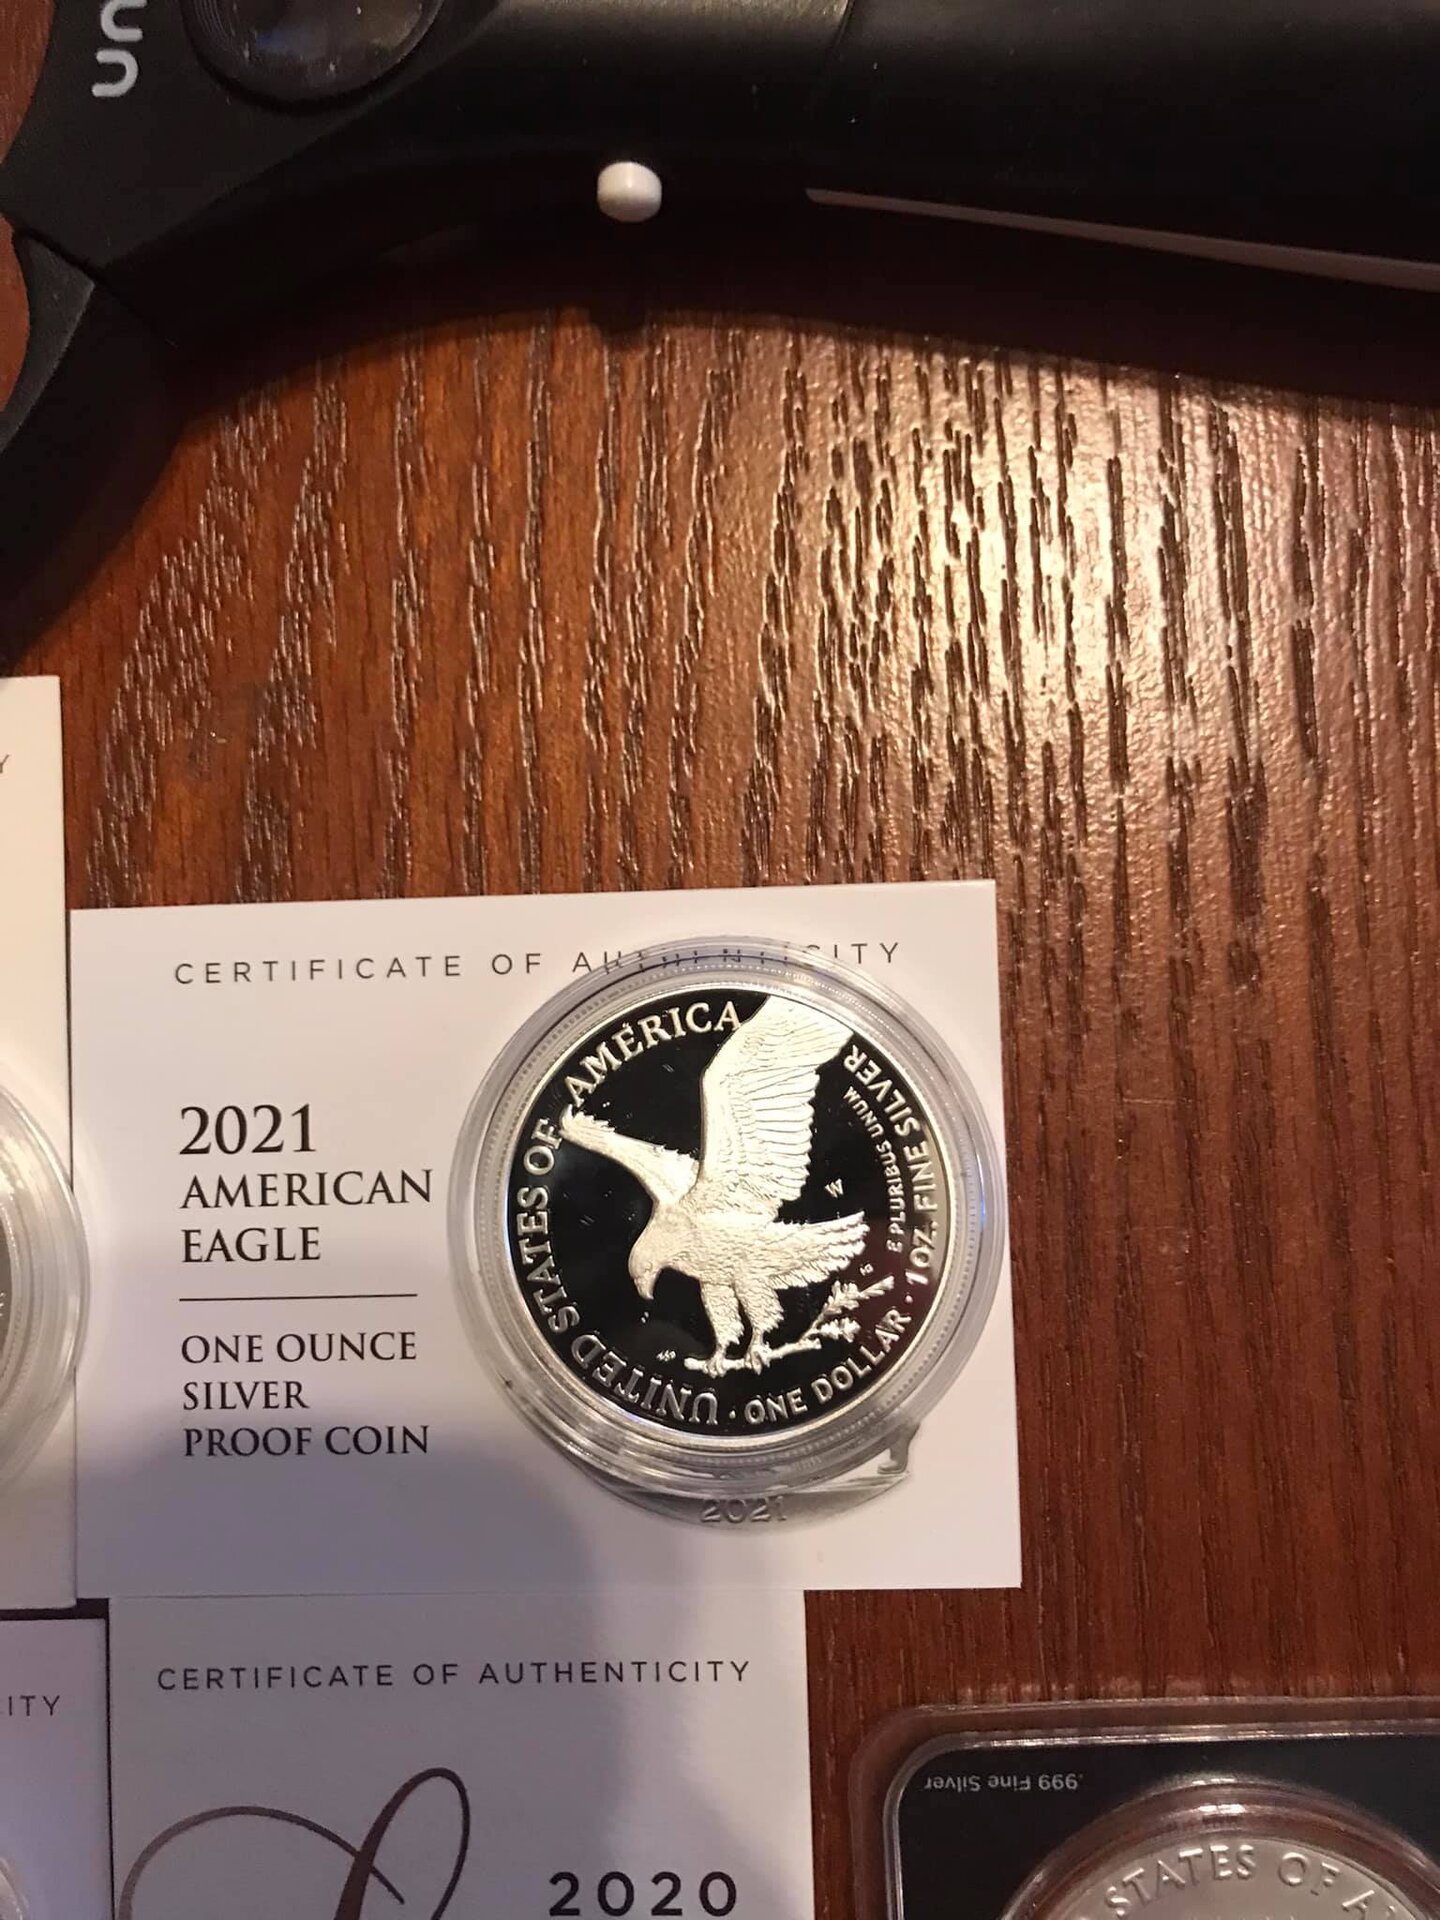 CERTIFICATE OF AUTHENTICITY
2021
AMERICAN
EAGLE
ONE OUNCE
SILVER
PROOF COIN
UNITED STATES OF AMERICA
1 OZ. FINE SILVER
E PLURIBUS UNUM
W
ONE DOLLAR
2021
CERTIFICATE OF AUTHENTICITY
2020
ITY
.999 Fine Silver
STATES OF A